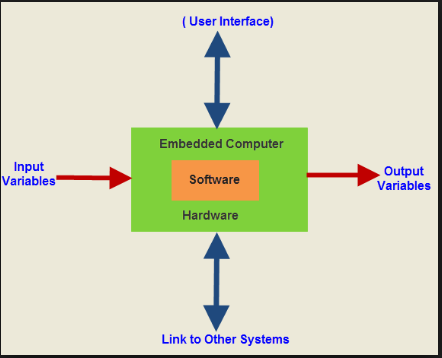 ( User Interface)
Embedded Computer
Input
Variables
Software
Output
Variables
Hardware
Link to Other Systems